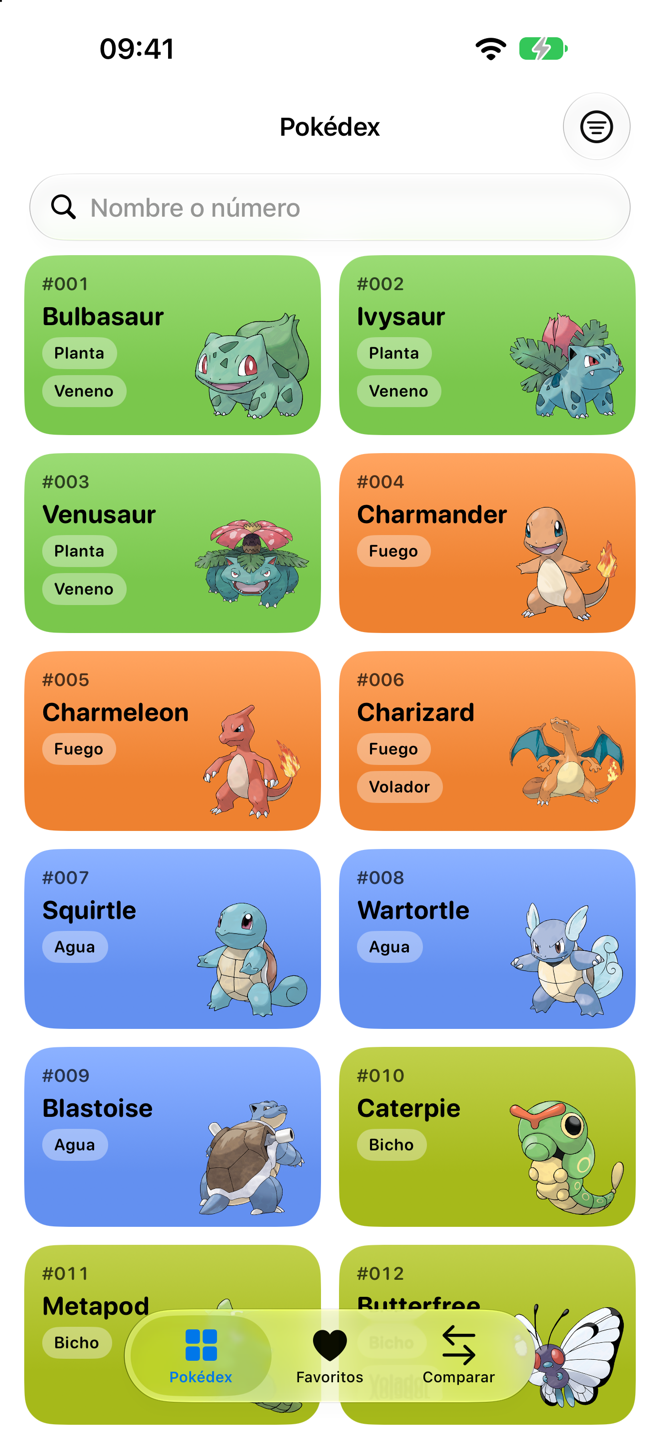 09:41
Pokédex
Nombre o número
#001
Bulbasaur
Planta
Veneno
#002
Ivysaur
Planta
Veneno
#003
Venusaur
Planta
Veneno
#004
Charmander
Fuego
#005
Charmeleon
Fuego
#006
Charizard
Fuego
Volador
#007
Squirtle
Agua
#008
Wartortle
Agua
#009
Blastoise
Agua
#010
Caterpie
Bicho
#011
Metapod
Bicho
#012
Butterfree
Bicho
Volador
Pokédex
Favoritos
Comparar